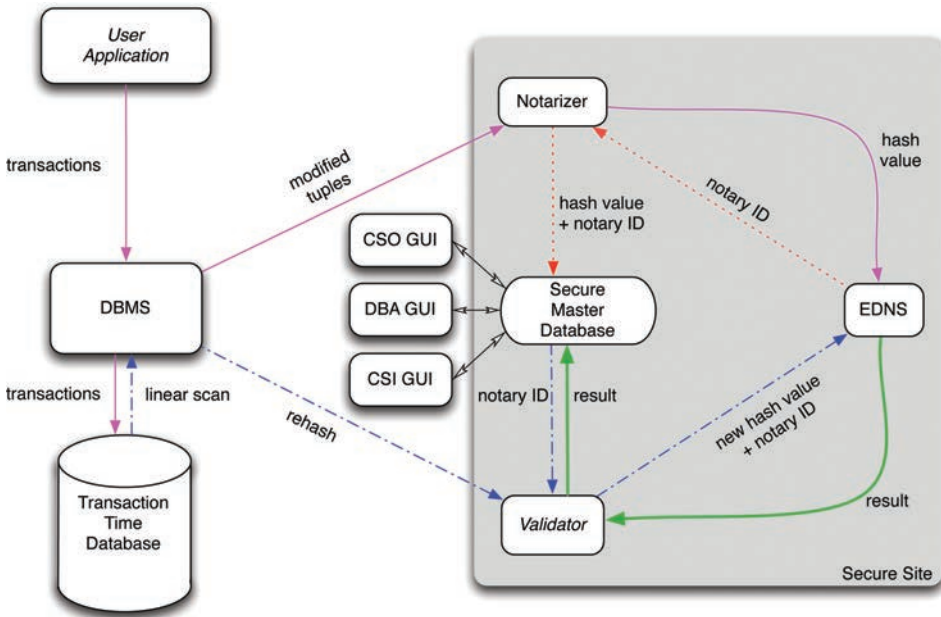 User
Application
transactions
modified
tuples
Notarizer
hash
value
notary ID
hash value
+ notary ID
CSO GUI
DBA GUI
CSI GUI
Secure
Master
Database
EDNS
DBMS
transactions
linear scan
rehash
notary ID
result
new hash value
+ notary ID
Transaction
Time
Database
Validator
result
Secure Site